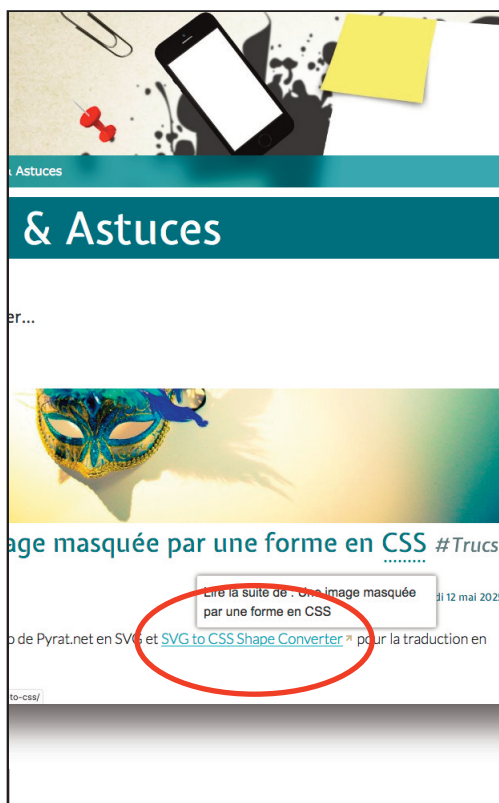 & Astuces
& Astuces
er...
age masquée par une forme en CSS #Trucs
Lire la suite de : Une image masquée
par une forme en CSS
di 12 mai 2025
o de Pyrat.net en SVG et SVG to CSS Shape Converter pour la traduction en
to-css/